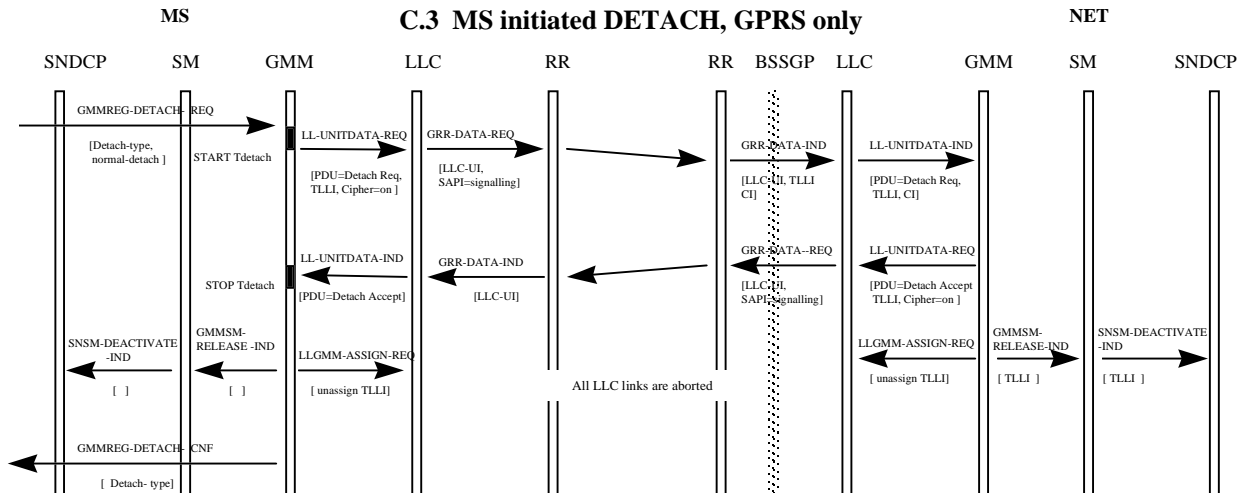 MS
C.3 MS initiated DETACH, GPRS only
NET
SNDCP SM GMM LLC RR RR BSSGP LLC GMM SM SNDCP
GMMREG-DETACH- REQ
[Detach-type,
normal-detach ]
START Tdetach
LL-UNITDATA-REQ
[PDU=Detach Req,
TLLI, Cipher=on ]
GRR-DATA-REQ
[LLC-UI,
SAPI=signalling]
GRR-DATA-IND
[LLC-UI, TLLI
CI]
LL-UNITDATA-IND
[PDU=Detach Req,
TLLI, CI]
LL-UNITDATA-IND
STOP Tdetach
[PDU=Detach Accept]
GRR-DATA-IND
[LLC-UI]
GRR-DATA--REQ
[LLC-UI,
SAPI=signalling]
LL-UNITDATA-REQ
[PDU=Detach Accept
TLLI, Cipher=on ]
SNSM-DEACTIVATE
-IND
[ ]
GMMSM-
RELEASE -IND
[ ]
LLGMM-ASSIGN-REQ
[ unassign TLLI]
All LLC links are aborted
LLGMM-ASSIGN-REQ
[ unassign TLLI]
GMMSM-
RELEASE-IND
[ TLLI ]
SNSM-DEACTIVATE
-IND
[ TLLI ]
GMMREG-DETACH- CNF
[ Detach- type]